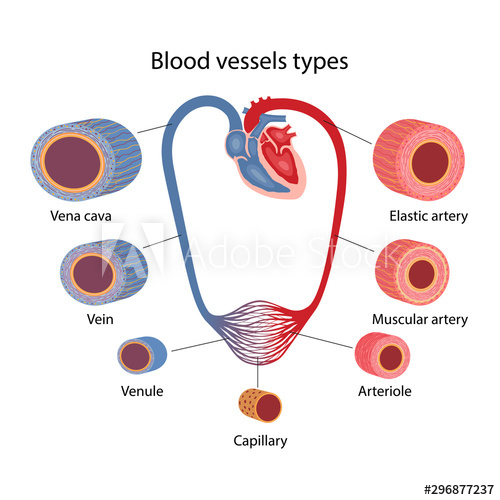 Blood vessels types
Vena cava
Elastic artery
Vein
Muscular artery
Venule
Arteriole
Capillary
Adobe Stock
#296877237